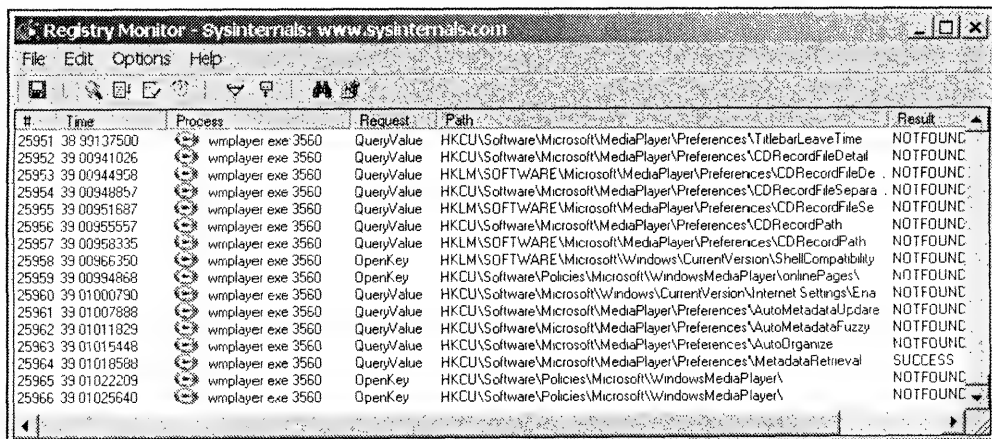 Registry Monitor - Sysinternals: www.sysinternals.com
File Edit Options Help
# Time Process Request Path Result
25951 38 99137500 wmplayer exe 3560 QueryValue HKCU\Software\Microsoft\MediaPlayer\Preferences\TitlebarLeaveTime NOTFOUND
25952 39 00941026 wmplayer exe 3560 QueryValue HKCU\Software\Microsoft\MediaPlayer\Preferences\CDRecordFileDetail NOTFOUND
25953 39 00944958 wmplayer exe 3560 QueryValue HKLM\SOFTWARE\Microsoft\MediaPlayer\Preferences\CDRecordFileDe . NOTFOUND
25954 39 00948857 wmplayer exe 3560 QueryValue HKCU\Software\Microsoft\MediaPlayer\Preferences\CDRecordFileSepara . NOTFOUND
25955 39 00951687 wmplayer exe 3560 QueryValue HKLM\SOFTWARE\Microsoft\MediaPlayer\Preferences\CDRecordFileSe NOTFOUND
25956 39 00955557 wmplayer exe 3560 QueryValue HKCU\Software\Microsoft\MediaPlayer\Preferences\CDRecordPath NOTFOUND
25957 39 00958335 wmplayer exe 3560 QueryValue HKLM\SOFTWARE\Microsoft\MediaPlayer\Preferences\CDRecordPath NOTFOUND
25958 39 00966350 wmplayer exe 3560 OpenKey HKLM\SOFTWARE\Microsoft\Windows\CurrentVersion\ShellCompatibility NOTFOUND
25959 39 00994868 wmplayer exe 3560 OpenKey HKCU\Software\Policies\Microsoft\WindowsMediaPlayer\onlinePages\ NOTFOUND
25960 39 01000790 wmplayer exe 3560 QueryValue HKCU\Software\Microsoft\Windows\CurrentVersion\Internet Settings\Ena NOTFOUND
25961 39 01007888 wmplayer exe 3560 QueryValue HKCU\Software\Microsoft\MediaPlayer\Preferences\AutoMetadataUpdare NOTFOUND
25962 39 01011829 wmplayer exe 3560 QueryValue HKCU\Software\Microsoft\MediaPlayer\Preferences\AutoMetadataFuzzy NOTFOUND
25963 39 01015448 wmplayer exe 3560 QueryValue HKCU\Software\Microsoft\MediaPlayer\Preferences\AutoOrganize NOTFOUND
25964 39 01018588 wmplayer exe 3560 QueryValue HKCU\Software\Microsoft\MediaPlayer\Preferences\MetadataRetrieval SUCCESS
25965 39 01022209 wmplayer exe 3560 OpenKey HKCU\Software\Policies\Microsoft\WindowsMediaPlayer\ NOTFOUND
25966 39 01025640 wmplayer exe 3560 OpenKey HKCU\Software\Policies\Microsoft\WindowsMediaPlayer\ NOTFOUND